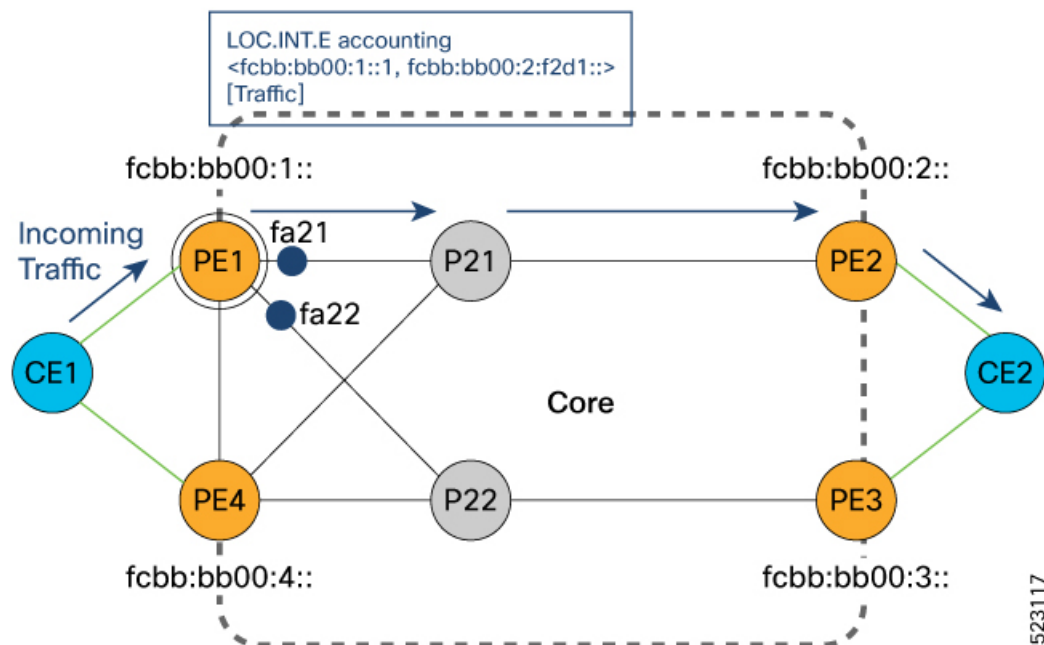 LOC.INT.E accounting
<fcbb:bb00:1::1, fcbb:bb00:2:f2d1::>
[Traffic]
fcbb:bb00:1::
fcbb:bb00:2::
Incoming
Traffic
PE1
fa21
P21
PE2
fa22
CE1
CE2
Core
PE4
P22
PE3
fcbb:bb00:4::
fcbb:bb00:3::
523117